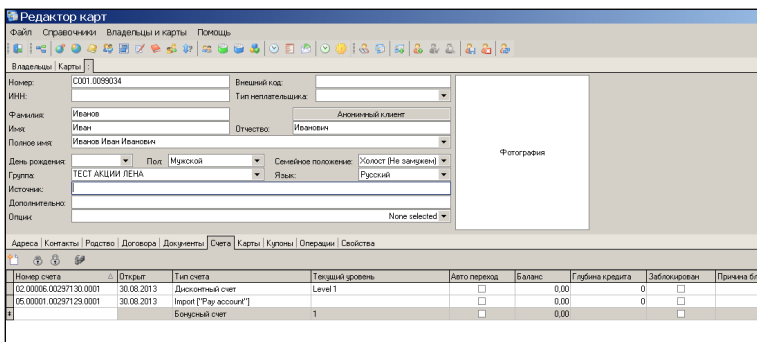 Редактор карт
Файл Справочники Владельцы и карты Помощь
Владельцы Карты :
Номер: С001.0099034 Внешний код:
ИНН: Тип неплательщика:
Фамилия: Иванов Анонимный клиент
Имя: Иван Отчество: Иванович
Полное имя: Иванов Иван Иванович
Фотография
День рождения: Пол: Мужской Семейное положение: Холост (Не замужем)
Группа: ТЕСТ АКЦИИ ЛЕНА Язык: Русский
Источник:
Дополнительно:
Опции: None selected
Адреса Контакты Родство Договора Документы Счета Карты Купоны Операции Свойства
Номер счета Открыт Тип счета Текущий уровень Авто переход Баланс Глубина кредита Заблокирован Причина бл
02.00006.00297130.0001 30.08.2013 Дисконтный счет Level 1 0,00 0
05.00001.00297129.0001 30.08.2013 Import ["Pay account"] 0,00 0
Бонусный счет 1 0,00